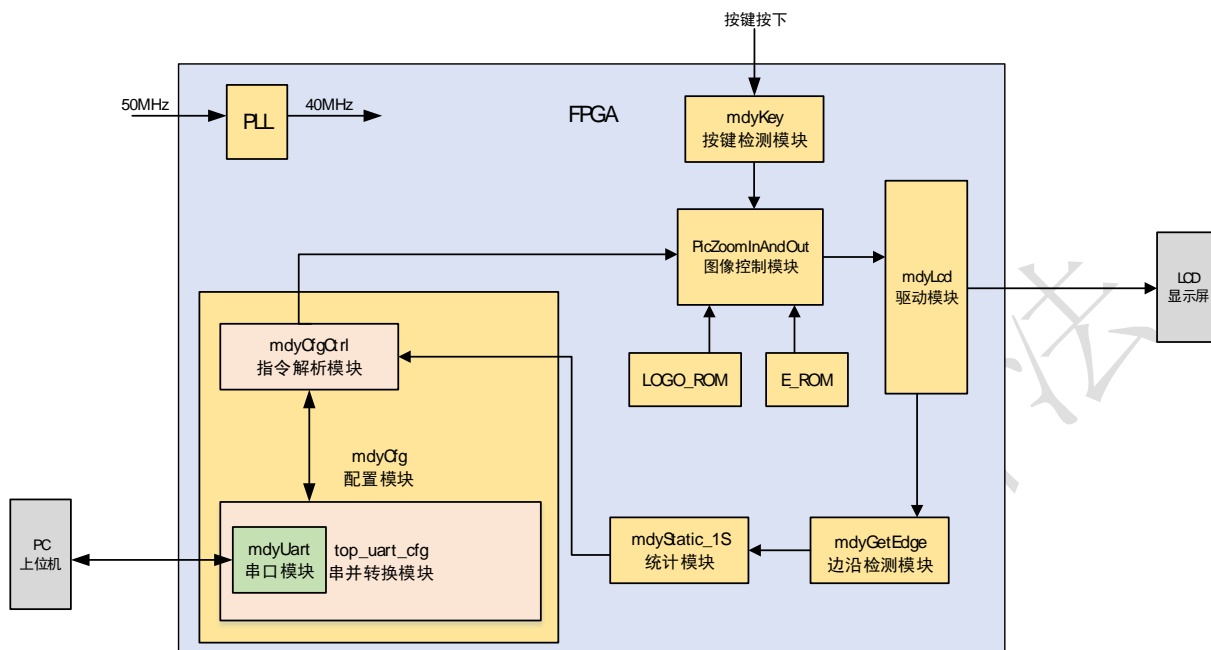 按键按下
50MHz
PLL
40MHz
FPGA
mdyKey
按键检测模块
PicZoomInAndOut
图像控制模块
mdyLcd
驱动模块
LCD
显示屏
mdyCfgCtrl
指令解析模块
LOGO_ROM
E_ROM
法
mdyCfg
配置模块
PC
上位机
mdyUart
串口模块
top_uart_cfg
串并转换模块
mdyStatic_1S
统计模块
mdyGetEdge
边沿检测模块